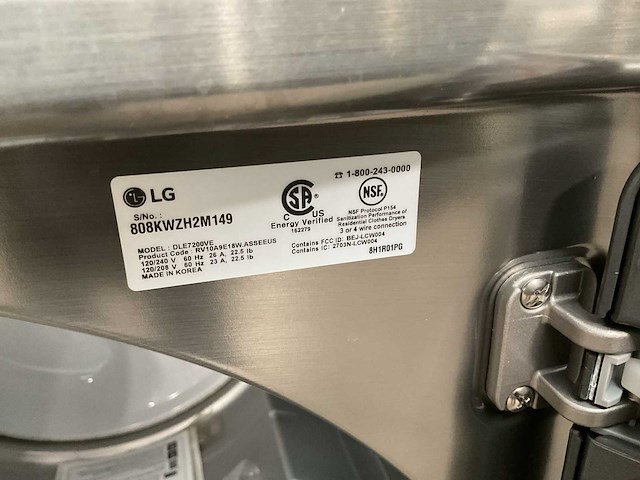 LG
☎ 1-800-243-0000
S/No. :
808KWZH2M149
C US
Energy Verified
162279
NSF
NSF Protocol P154
Sanitization Performance of
Residential Clothes Dryers
3 or 4 wire connection
MODEL : DLE7200VE
Product Code : RV10A9E18W.ASSEEUS
120/240 V 60 Hz 26 A, 22.5 lb
120/208 V 60 Hz 23 A, 22.5 lb
MADE IN KOREA
Contains FCC ID: BEJ-LCW004
Contains IC: 2703N-LCW004
8H1R01PG